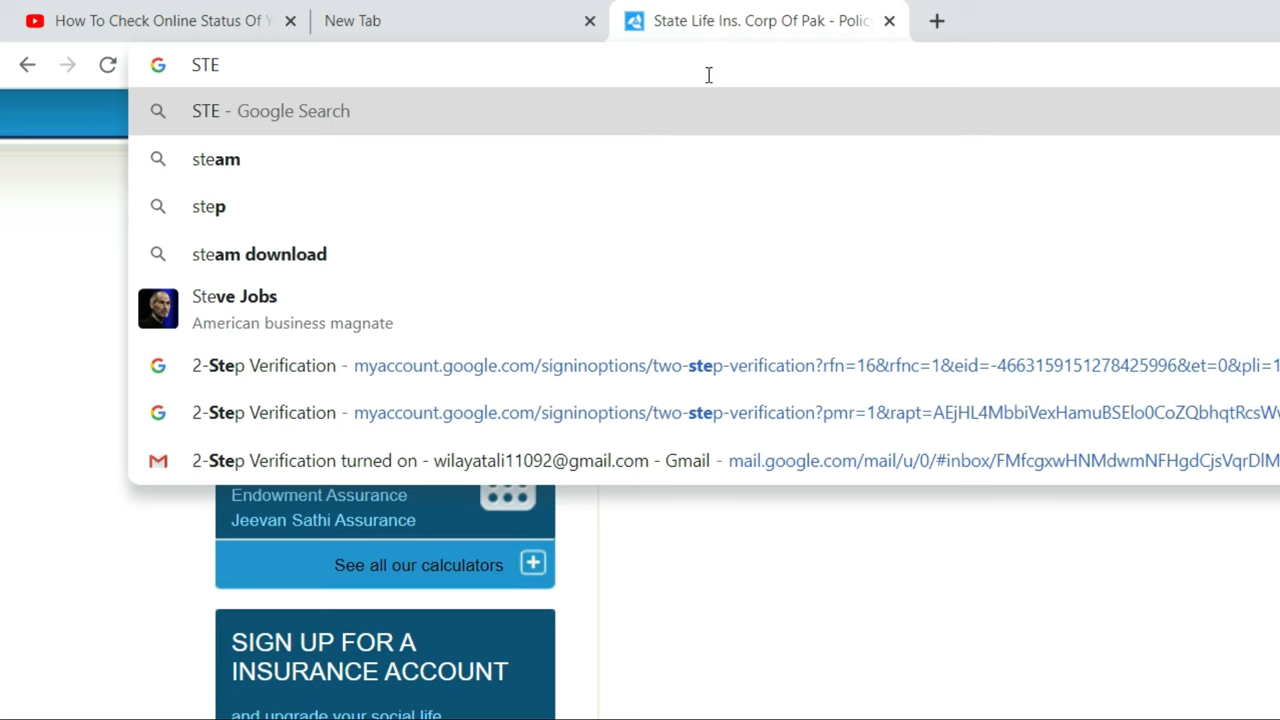 How To Check Online Status Of Y
New Tab
State Life Ins. Corp Of Pak - Polic
STE
STE - Google Search
steam
step
steam download
Steve Jobs
American business magnate
2-Step Verification - myaccount.google.com/signinoptions/two-step-verification?rfn=16&rfnc=1&eid=-4663159151278425996&et=0&pli=1
2-Step Verification - myaccount.google.com/signinoptions/two-step-verification?pmr=1&rapt=AEjHL4MbbiVexHamuBSElo0CoZQbhqtRcsWv
2-Step Verification turned on - wilayatali11092@gmail.com - Gmail - mail.google.com/mail/u/0/#inbox/FMfcgxwHNMdwmNFHgdCjsVqrDlM
Endowment Assurance
Jeevan Sathi Assurance
See all our calculators
SIGN UP FOR A
INSURANCE ACCOUNT
and upgrade your social life